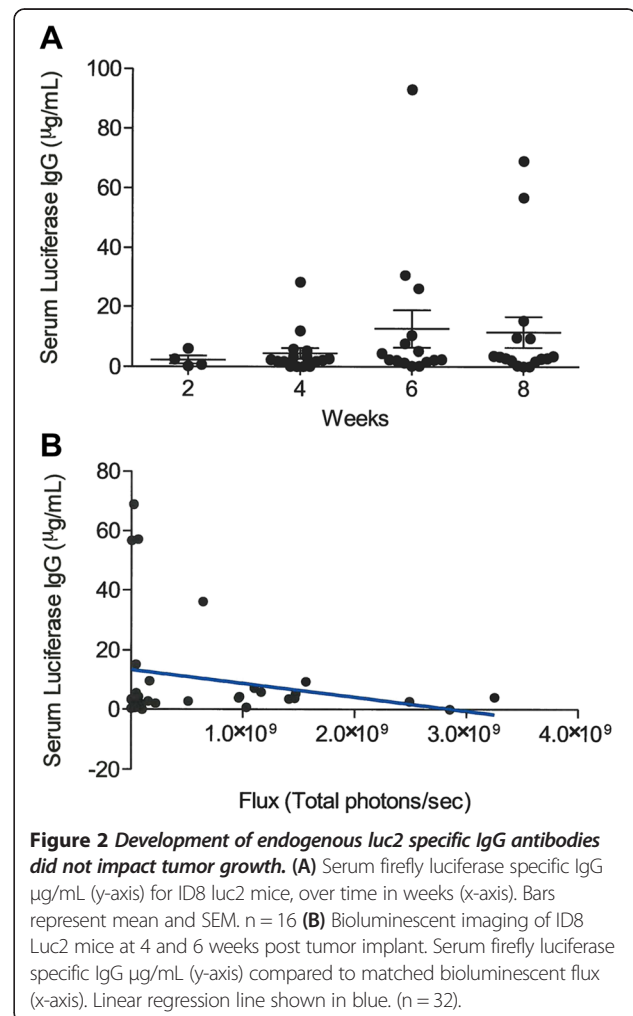 A
Serum Luciferase IgG (µg/mL)
100
80
60
40
20
0
2 4 6 8
Weeks
B
Serum Luciferase IgG (µg/mL)
80
60
40
20
0
-20
1.0×10⁹ 2.0×10⁹ 3.0×10⁹ 4.0×10⁹
Flux (Total photons/sec)
Figure 2 Development of endogenous luc2 specific IgG antibodies
did not impact tumor growth. (A) Serum firefly luciferase specific IgG
µg/mL (y-axis) for ID8 luc2 mice, over time in weeks (x-axis). Bars
represent mean and SEM. n = 16 (B) Bioluminescent imaging of ID8
Luc2 mice at 4 and 6 weeks post tumor implant. Serum firefly luciferase
specific IgG µg/mL (y-axis) compared to matched bioluminescent flux
(x-axis). Linear regression line shown in blue. (n = 32).